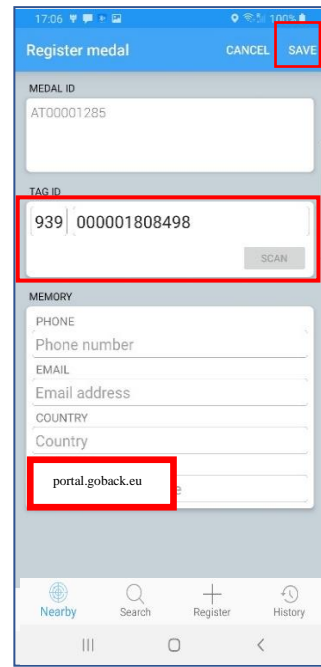 17:06 100%
Register medal CANCEL SAVE
MEDAL ID
AT00001285
TAG ID
939 000001808498
SCAN
MEMORY
PHONE
Phone number
EMAIL
Email address
COUNTRY
Country
portal.goback.eu
Nearby Search Register History